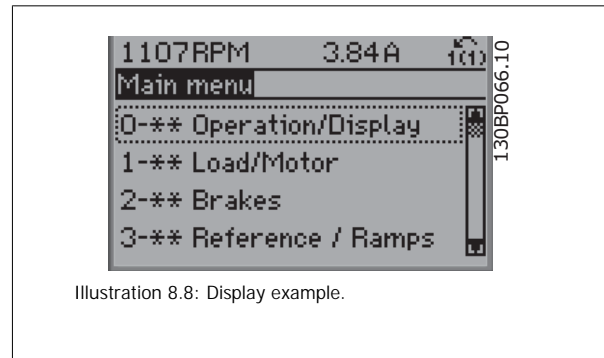 1107RPM 3.84A 1(1)
Main menu
0-** Operation/Display
1-** Load/Motor
2-** Brakes
3-** Reference / Ramps
130BP066.10
Illustration 8.8: Display example.